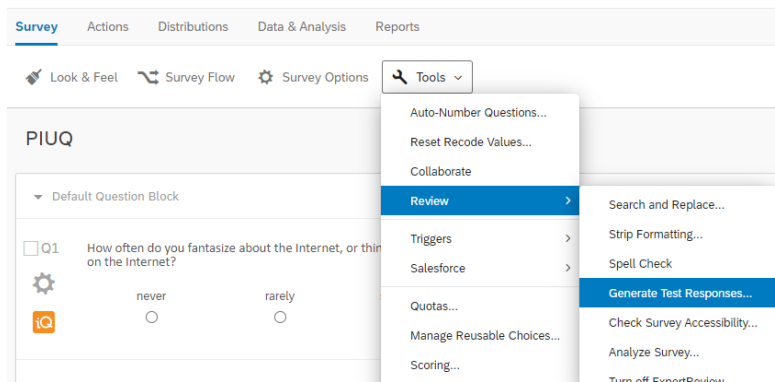 Survey Actions Distributions Data & Analysis Reports
Look & Feel Survey Flow Survey Options Tools
Auto-Number Questions...
PIUQ
Reset Recode Values...
Collaborate
Default Question Block
Review
Search and Replace...
Triggers
Strip Formatting...
Q1 How often do you fantasize about the Internet, or thin
on the Internet?
Salesforce
Spell Check
never rarely
Generate Test Responses...
Quotas...
iQ
Check Survey Accessibility...
Manage Reusable Choices...
Analyze Survey...
Scoring...
Turn off ExpertReview